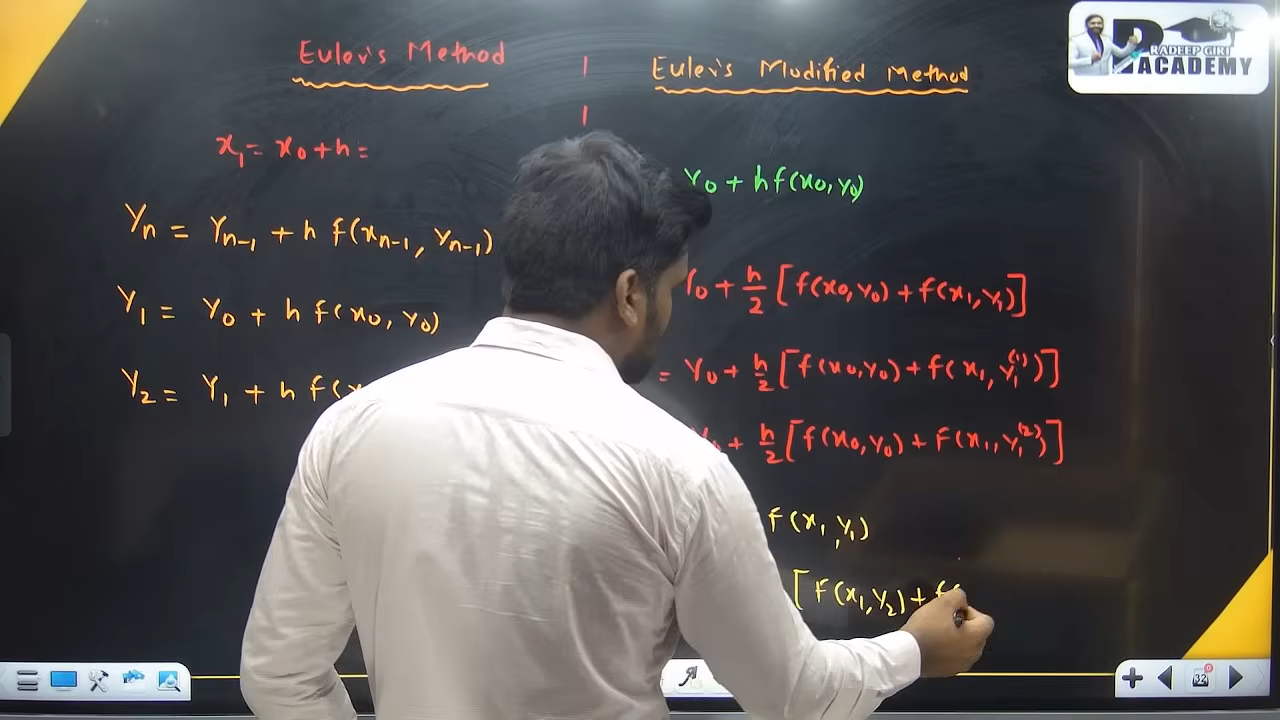 Euler's Method
x₁ = x₀ + h =
Yₙ = Yₙ₋₁ + h f(xₙ₋₁, Yₙ₋₁)
Y₁ = Y₀ + h f(x₀, Y₀)
Y₂ = Y₁ + h f(x
Euler's Modified Method
Y₀ + h f(x₀, Y₀)
Y₀ + h/2 [f(x₀, Y₀) + f(x₁, Y₁)]
= Y₀ + h/2 [f(x₀, Y₀) + f(x₁, Y₁⁽¹⁾)]
Y₀ + h/2 [f(x₀, Y₀) + F(x₁, Y₁⁽²⁾)]
F(x₁, Y₁)
[F(x₁, Y₂) + f(
RADEEP GIRI
ACADEMY
32